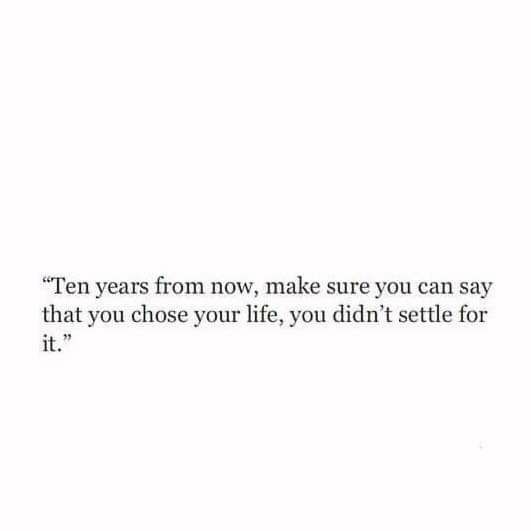 “Ten years from now, make sure you can say
that you chose your life, you didn’t settle for
it.”